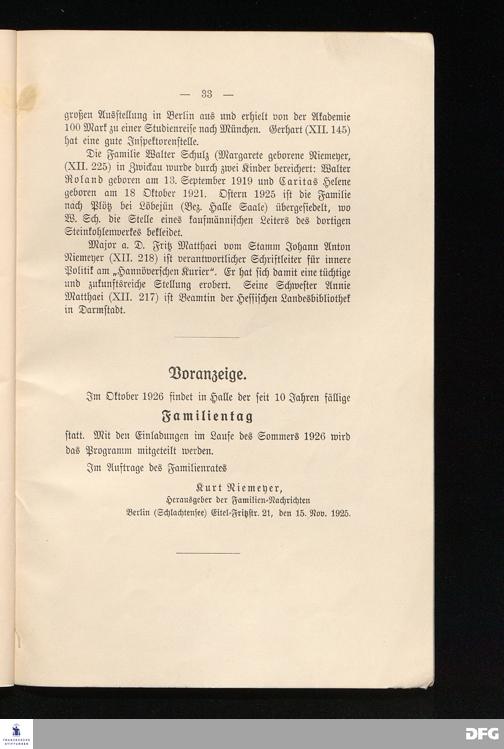 — 33 —
großen Ausstellung in Berlin aus und erhielt von der Akademie
100 Mark zu einer Studienreise nach München. Gerhart (XII. 145)
hat eine gute Inspektorenstelle.
Die Familie Walter Schulz (Margarete geborene Niemeyer,
(XII. 225) in Zwickau wurde durch zwei Kinder bereichert: Walter
Roland geboren am 13. September 1919 und Caritas Helene
geboren am 18 Oktober 1921. Ostern 1925 ist die Familie
nach Plötz bei Löbejün (Bez. Halle Saale) übergesiedelt, wo
W. Sch. die Stelle eines kaufmännischen Leiters des dortigen
Steinkohlenwerkes bekleidet.
Major a. D. Fritz Matthaei vom Stamm Johann Anton
Niemeyer (XII. 218) ist verantwortlicher Schriftleiter für innere
Politik am „Hannöverschen Kurier“. Er hat sich damit eine tüchtige
und zukunftsreiche Stellung erobert. Seine Schwester Annie
Matthaei (XII. 217) ist Beamtin der Hessischen Landesbibliothek
in Darmstadt.
Voranzeige.
Im Oktober 1926 findet in Halle der seit 10 Jahren fällige
Familientag
statt. Mit den Einladungen im Laufe des Sommers 1926 wird
das Programm mitgeteilt werden.
Im Auftrage des Familienrates
Kurt Niemeyer,
Herausgeber der Familien-Nachrichten
Berlin (Schlachtensee) Eitel-Fritzstr. 21, den 15. Nov. 1925.
FRANCKESCHE
STIFTUNGEN
DFG